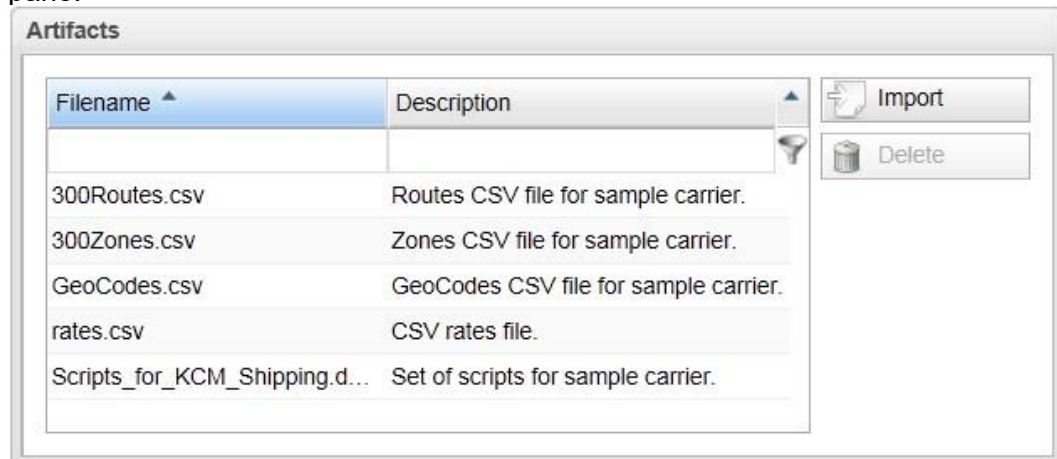 Artifacts
Filename Description Import
Delete
300Routes.csv Routes CSV file for sample carrier.
300Zones.csv Zones CSV file for sample carrier.
GeoCodes.csv GeoCodes CSV file for sample carrier.
rates.csv CSV rates file.
Scripts_for_KCM_Shipping.d... Set of scripts for sample carrier.